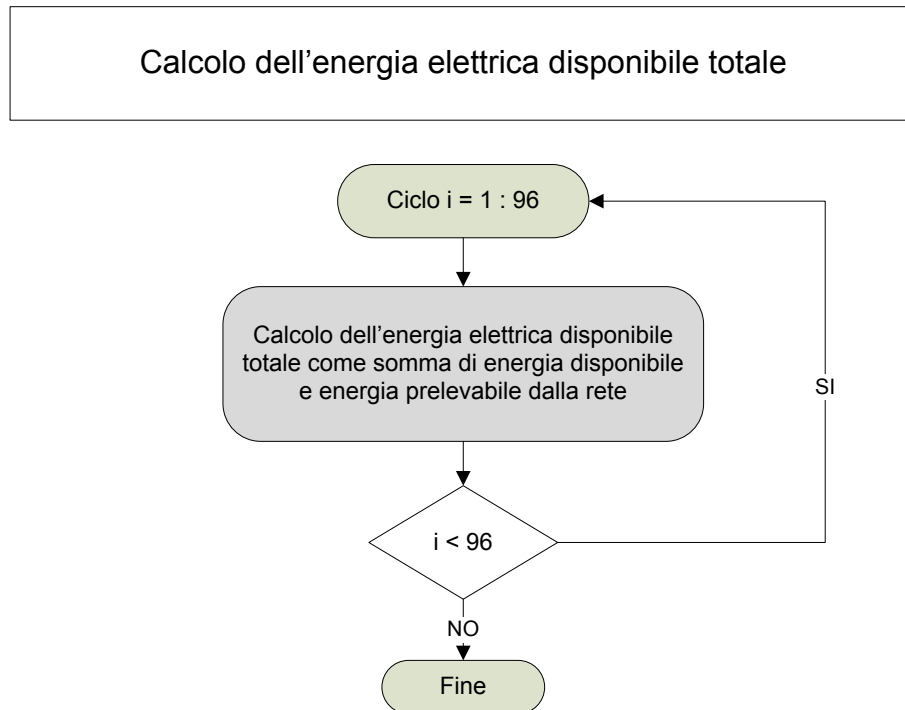 Calcolo dell’energia elettrica disponibile totale
Ciclo i = 1 : 96
Calcolo dell’energia elettrica disponibile
totale come somma di energia disponibile
e energia prelevabile dalla rete
SI
i < 96
NO
Fine